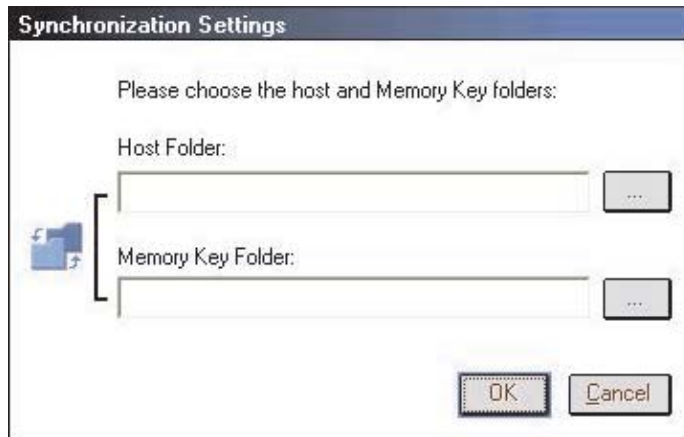 Synchronization Settings
Please choose the host and Memory Key folders:
Host Folder:
...
Memory Key Folder:
...
OK Cancel